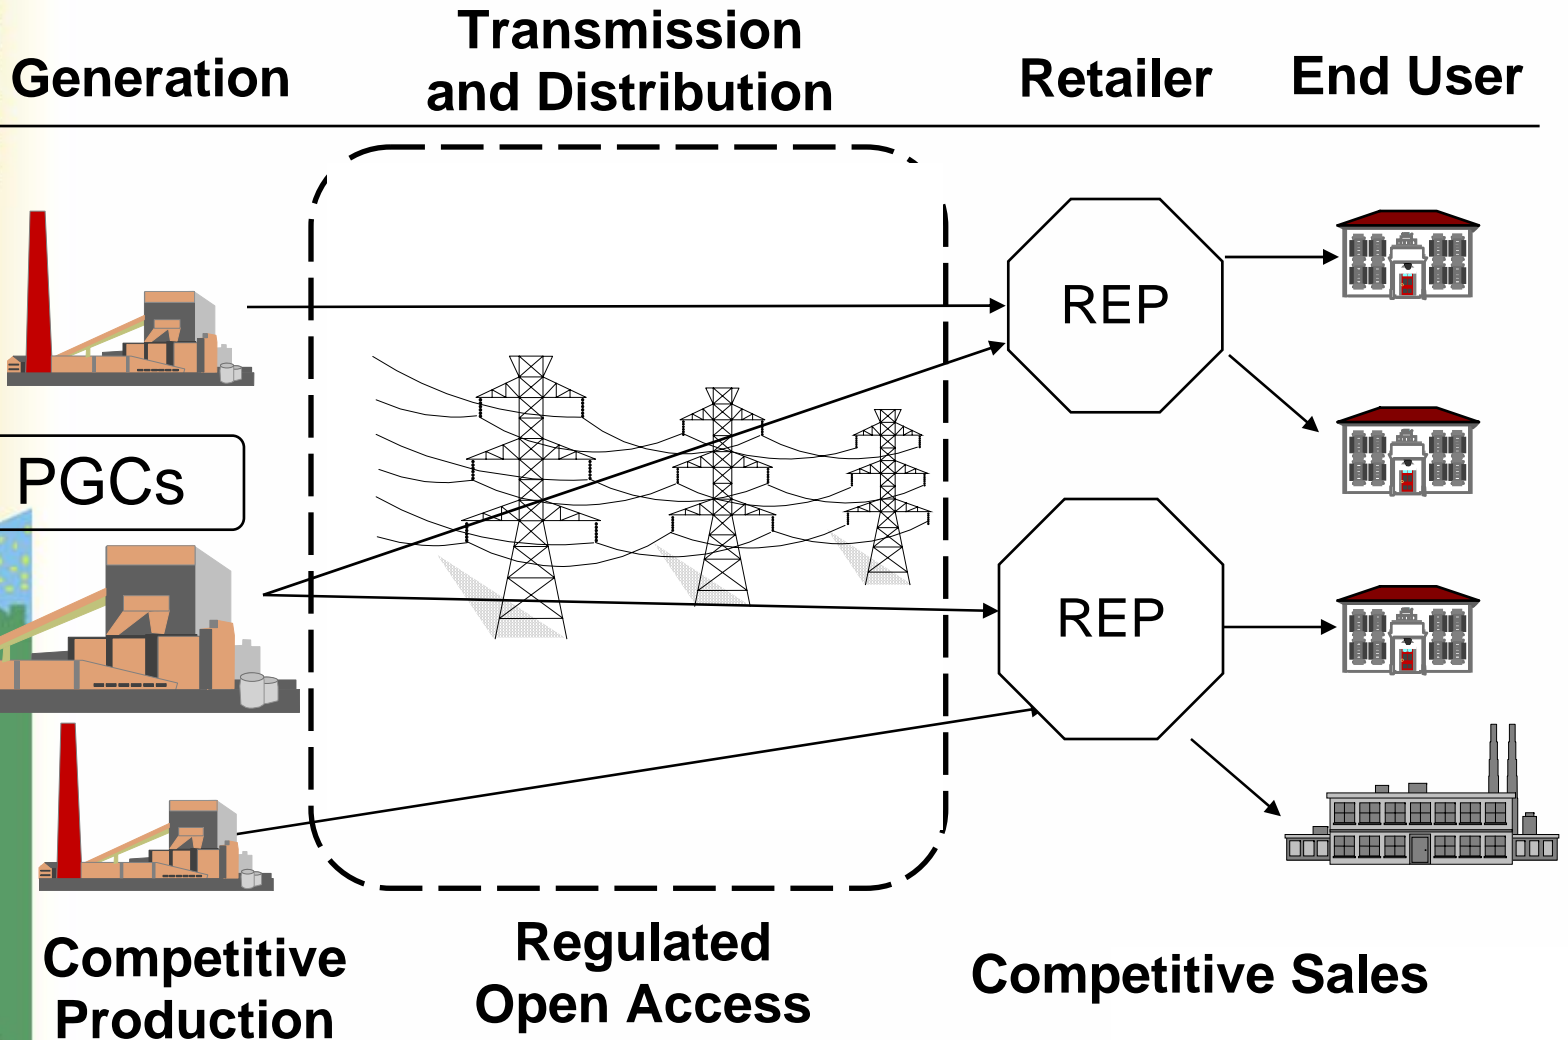 Generation
Transmission
and Distribution
Retailer
End User
REP
PGCs
REP
Competitive
Production
Regulated
Open Access
Competitive Sales